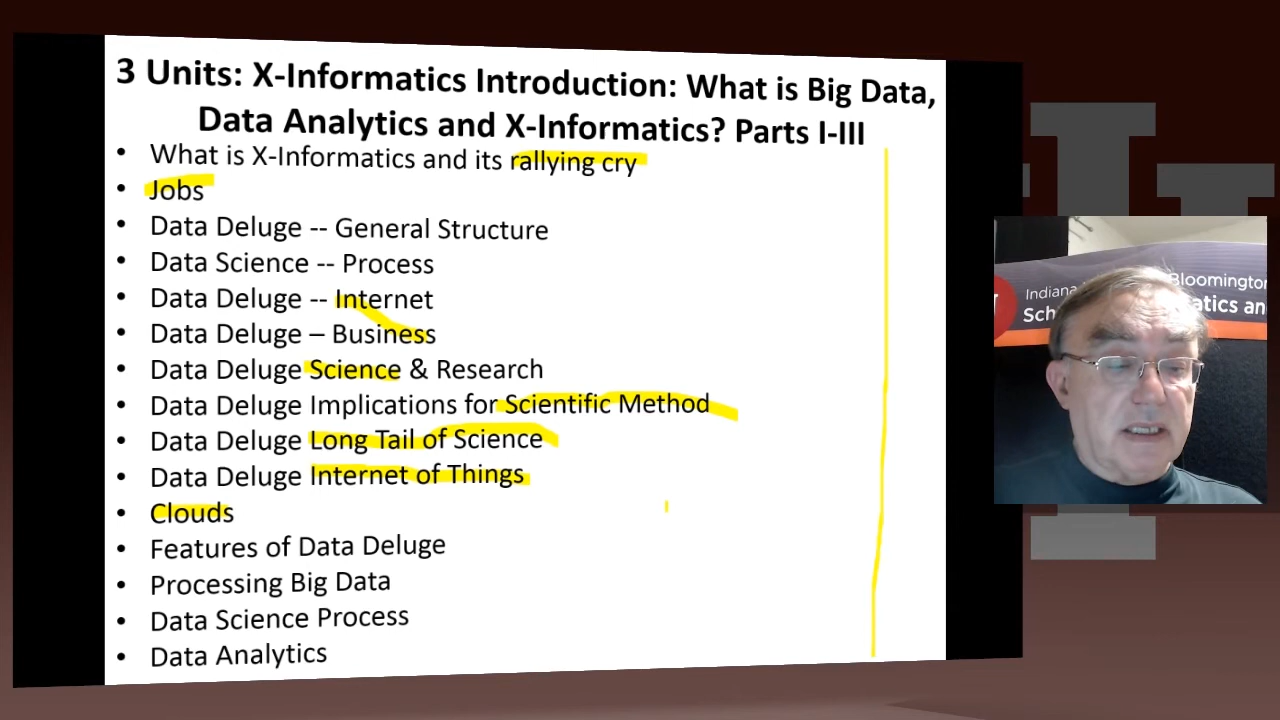 3 Units: X-Informatics Introduction: What is Big Data,
Data Analytics and X-Informatics? Parts I-III
• What is X-Informatics and its rallying cry
• Jobs
• Data Deluge -- General Structure
• Data Science -- Process
• Data Deluge -- Internet
• Data Deluge – Business
• Data Deluge Science & Research
• Data Deluge Implications for Scientific Method
• Data Deluge Long Tail of Science
• Data Deluge Internet of Things
• Clouds
• Features of Data Deluge
• Processing Big Data
• Data Science Process
• Data Analytics
Indiana Bloomington
Sch atics an